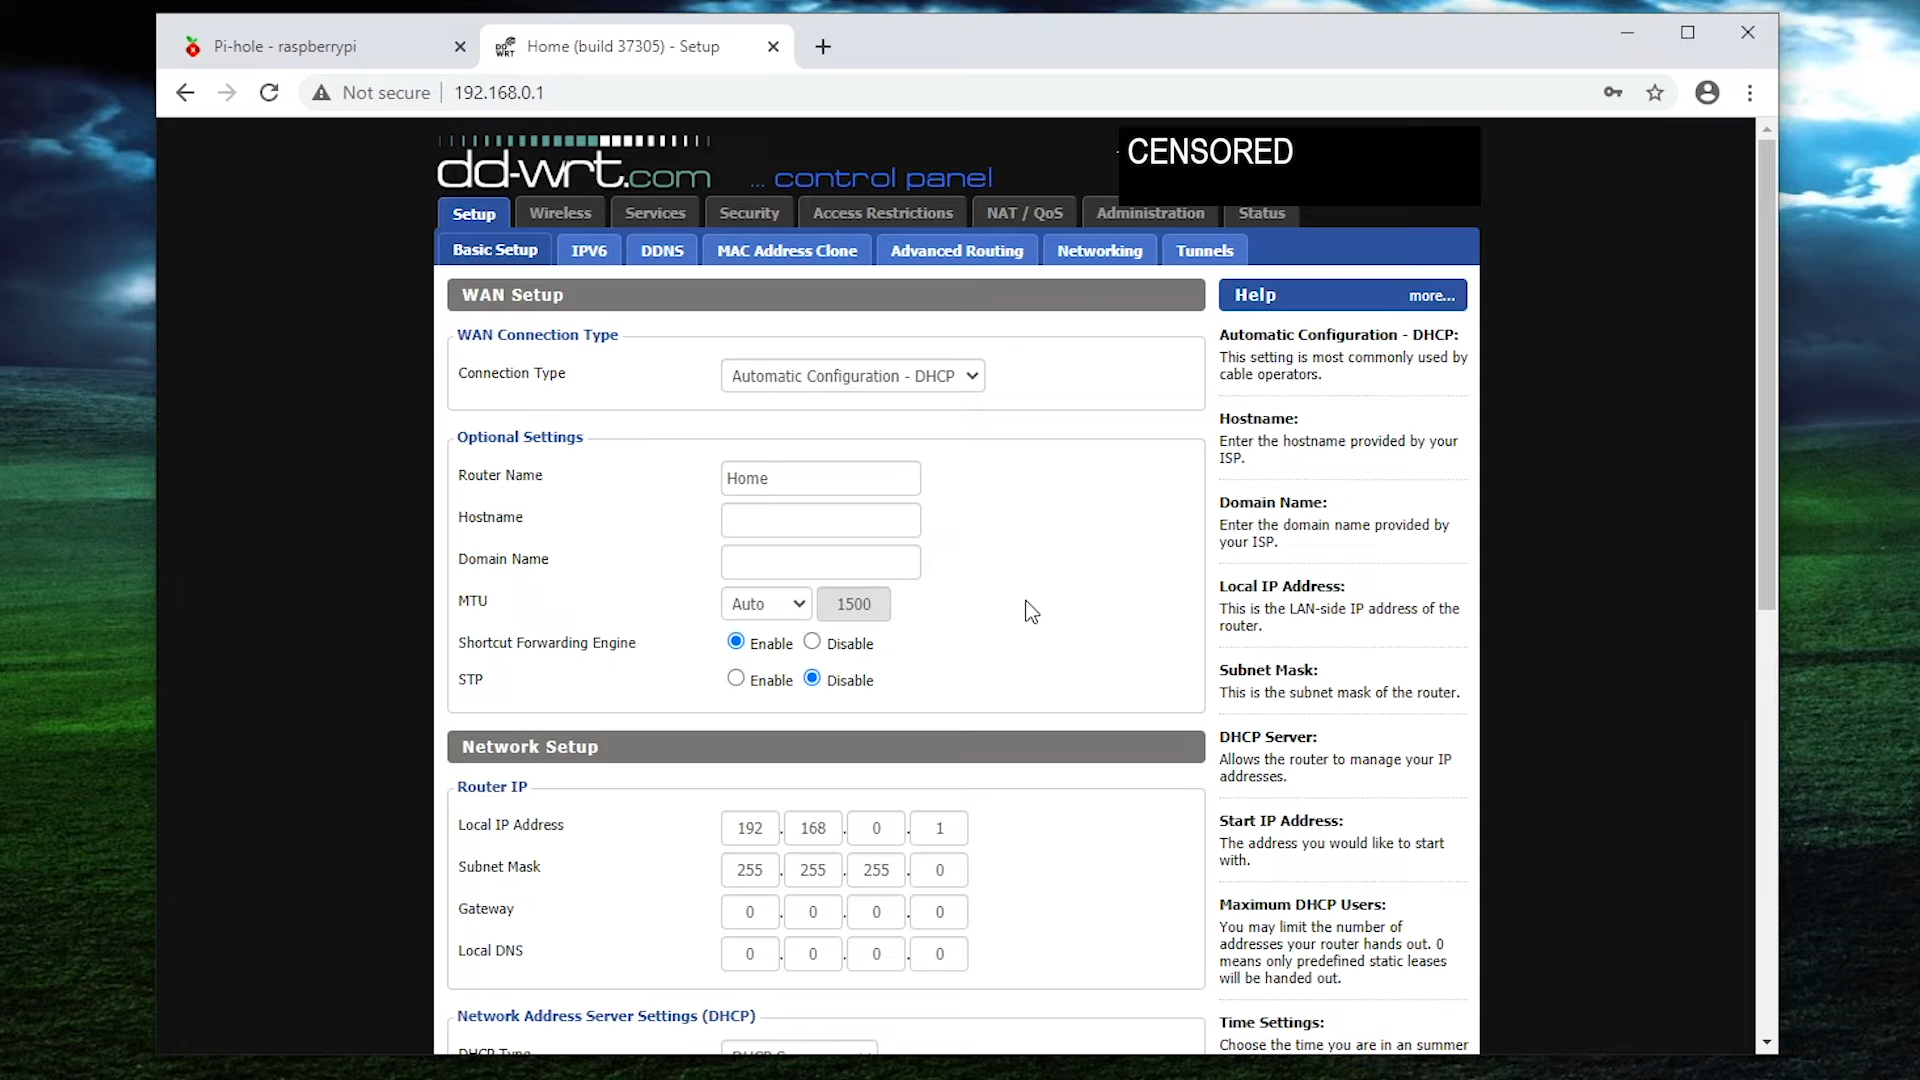 Pi-hole - raspberrypi
DD WRT
Home (build 37305) - Setup
Not secure
192.168.0.1
dd-wrt.com
... control panel
CENSORED
Setup
Wireless
Services
Security
Access Restrictions
NAT / QoS
Administration
Status
Basic Setup
IPV6
DDNS
MAC Address Clone
Advanced Routing
Networking
Tunnels
WAN Setup
WAN Connection Type
Connection Type
Automatic Configuration - DHCP
Optional Settings
Router Name
Home
Hostname
Domain Name
MTU
Auto
1500
Shortcut Forwarding Engine
Enable
Disable
STP
Enable
Disable
Network Setup
Router IP
Local IP Address
192 . 168 . 0 . 1
Subnet Mask
255 . 255 . 255 . 0
Gateway
0 . 0 . 0 . 0
Local DNS
0 . 0 . 0 . 0
Network Address Server Settings (DHCP)
DHCP Type
Help
more...
Automatic Configuration - DHCP:
This setting is most commonly used by
cable operators.
Hostname:
Enter the hostname provided by your
ISP.
Domain Name:
Enter the domain name provided by
your ISP.
Local IP Address:
This is the LAN-side IP address of the
router.
Subnet Mask:
This is the subnet mask of the router.
DHCP Server:
Allows the router to manage your IP
addresses.
Start IP Address:
The address you would like to start
with.
Maximum DHCP Users:
You may limit the number of
addresses your router hands out. 0
means only predefined static leases
will be handed out.
Time Settings:
Choose the time you are in an summer